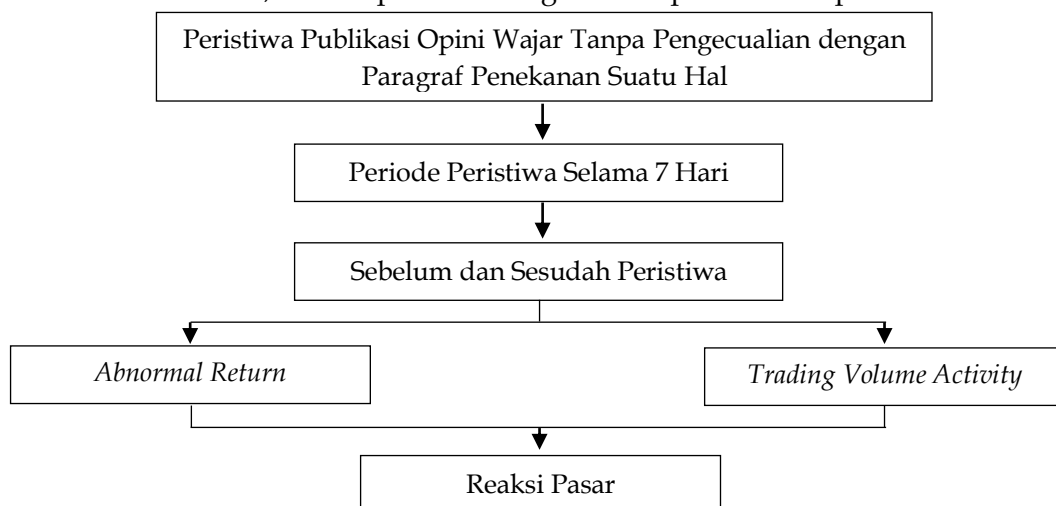 Peristiwa Publikasi Opini Wajar Tanpa Pengecualian dengan
Paragraf Penekanan Suatu Hal
Periode Peristiwa Selama 7 Hari
Sebelum dan Sesudah Peristiwa
Abnormal Return
Trading Volume Activity
Reaksi Pasar